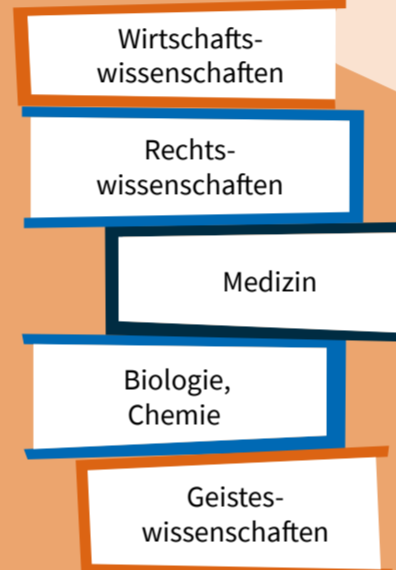 Wirtschafts-
wissenschaften
Rechts-
wissenschaften
Medizin
Biologie,
Chemie
Geistes-
wissenschaften